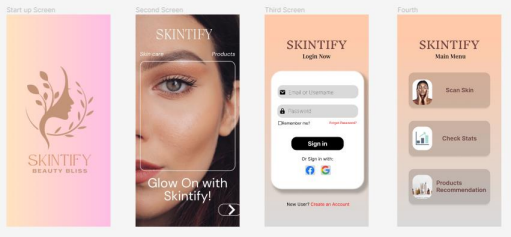 Start up Screen
SKINTIFY
BEAUTY BLISS
Second Screen
SKINTIFY
Skin care
Products
Glow On with
Skintify!
Third Screen
SKINTIFY
Login Now
Email or Username
Password
Remember me?
Forgot Password?
Sign in
Or Sign in with:
New User? Create an Account
Fourth
SKINTIFY
Main Menu
Scan Skin
Check Stats
Products
Recommendation